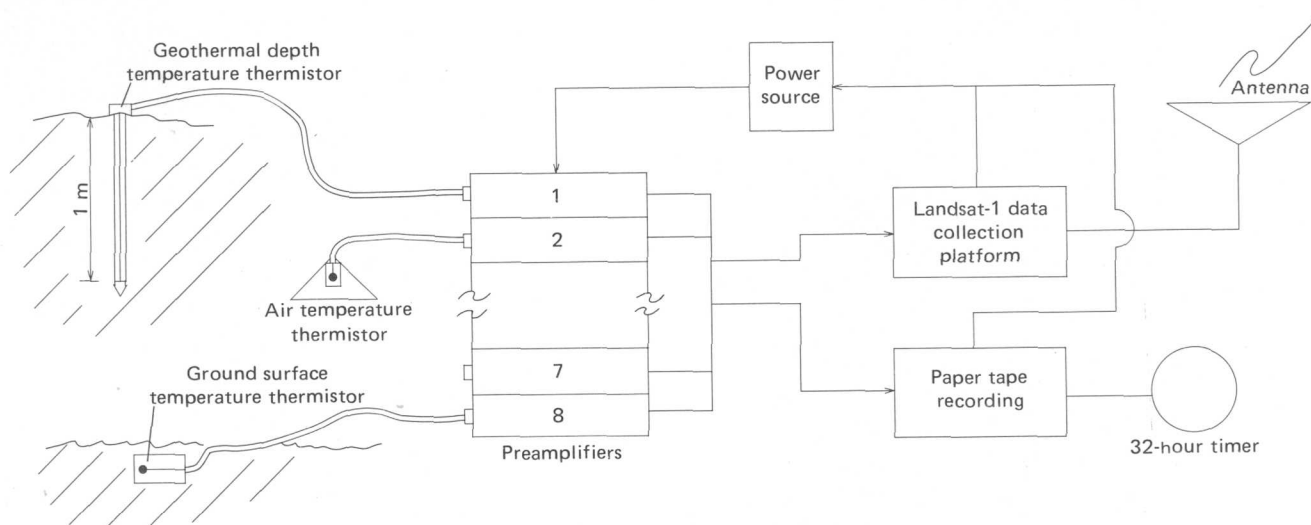 Geothermal depth
temperature thermistor
1 m
Air temperature
thermistor
Ground surface
temperature thermistor
1
2
7
8
Preamplifiers
Power
source
Landsat-1 data
collection
platform
Antenna
Paper tape
recording
32-hour timer